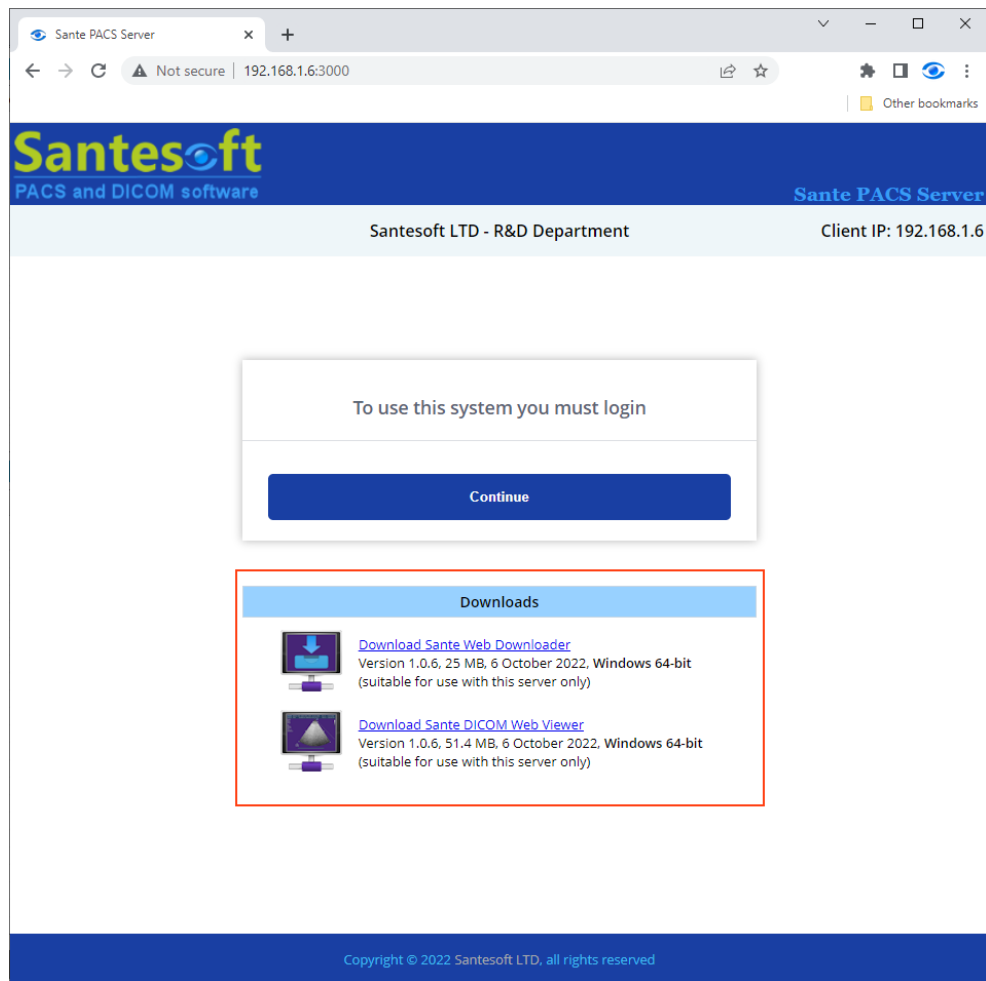 Sante PACS Server
Not secure | 192.168.1.6:3000
Other bookmarks
Santesoft
PACS and DICOM software
Sante PACS Server
Santesoft LTD - R&D Department
Client IP: 192.168.1.6
To use this system you must login
Continue
Downloads
Download Sante Web Downloader
Version 1.0.6, 25 MB, 6 October 2022, Windows 64-bit
(suitable for use with this server only)
Download Sante DICOM Web Viewer
Version 1.0.6, 51.4 MB, 6 October 2022, Windows 64-bit
(suitable for use with this server only)
Copyright © 2022 Santesoft LTD, all rights reserved